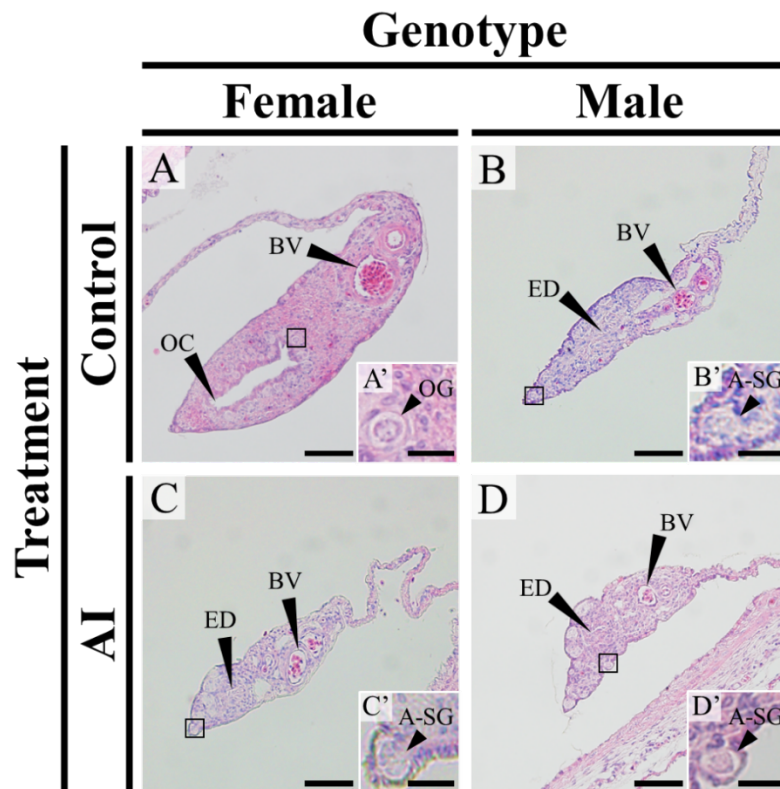 Genotype
Female Male
Treatment
Control
AI
A
BV
OC
A'
OG
B
BV
ED
B'
A-SG
C
BV
ED
C'
A-SG
D
BV
ED
D'
A-SG